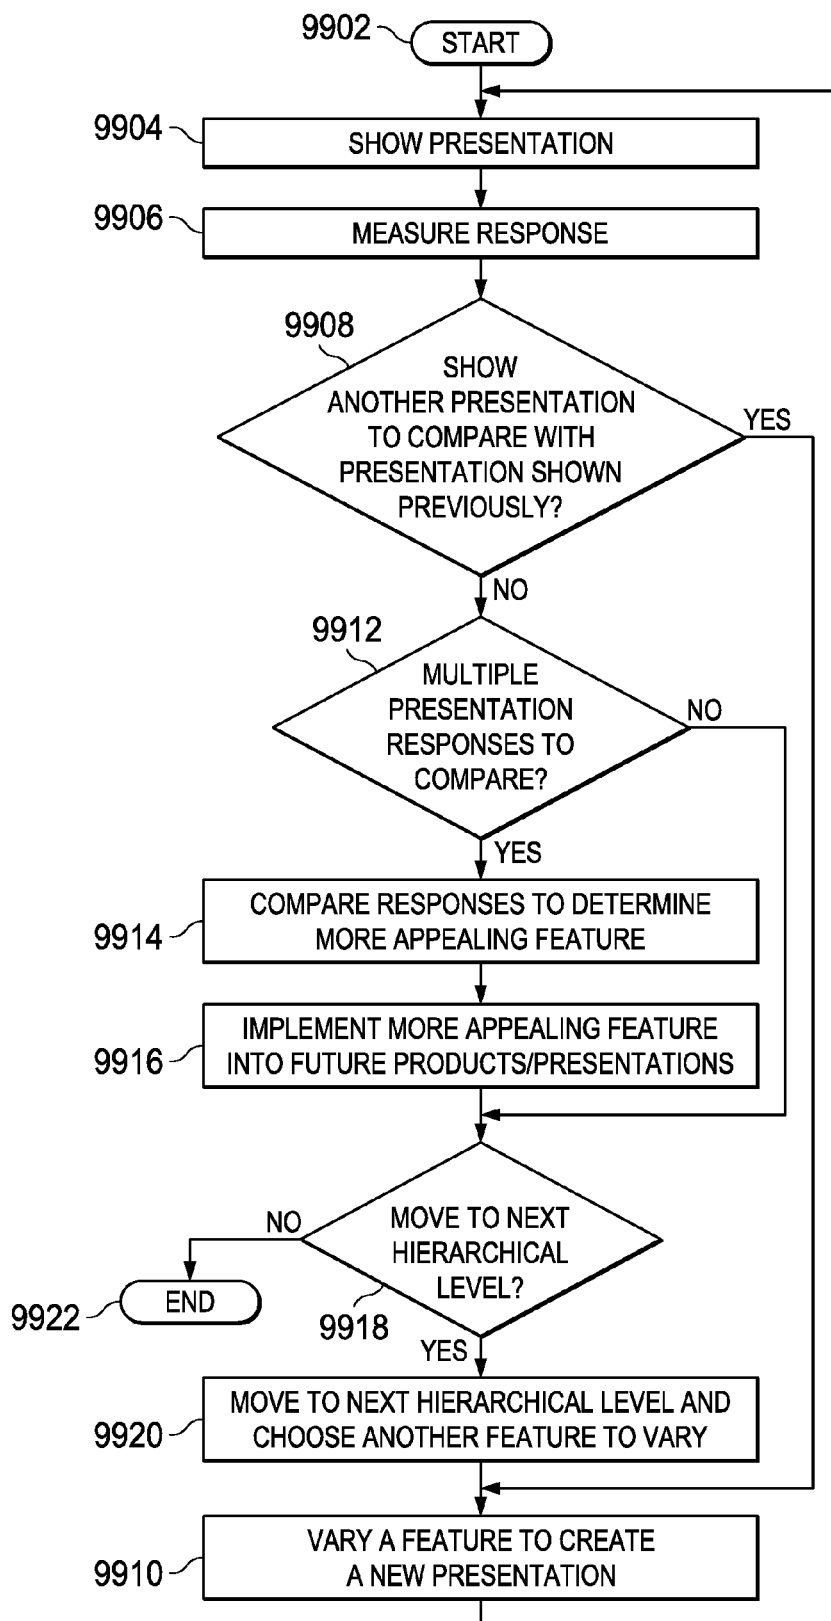 9902
START
9904
SHOW PRESENTATION
9906
MEASURE RESPONSE
9908
SHOW
ANOTHER PRESENTATION
TO COMPARE WITH
PRESENTATION SHOWN
PREVIOUSLY?
YES
NO
9912
MULTIPLE
PRESENTATION
RESPONSES TO
COMPARE?
NO
YES
9914
COMPARE RESPONSES TO DETERMINE
MORE APPEALING FEATURE
9916
IMPLEMENT MORE APPEALING FEATURE
INTO FUTURE PRODUCTS/PRESENTATIONS
NO
MOVE TO NEXT
HIERARCHICAL
LEVEL?
9922
END
9918
YES
9920
MOVE TO NEXT HIERARCHICAL LEVEL AND
CHOOSE ANOTHER FEATURE TO VARY
9910
VARY A FEATURE TO CREATE
A NEW PRESENTATION